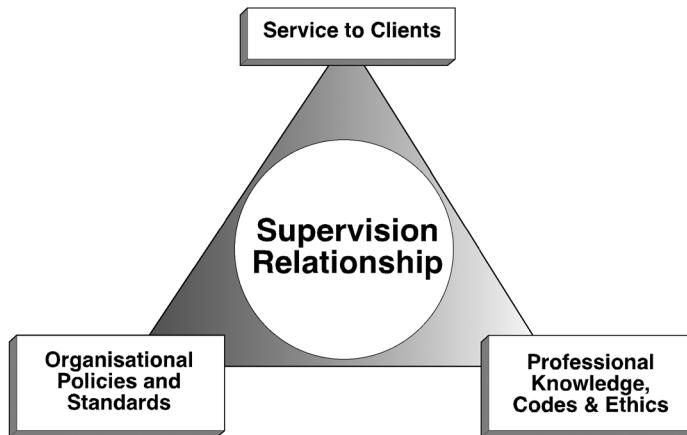 Service to Clients
Supervision
Relationship
Organisational
Policies and
Standards
Professional
Knowledge,
Codes & Ethics